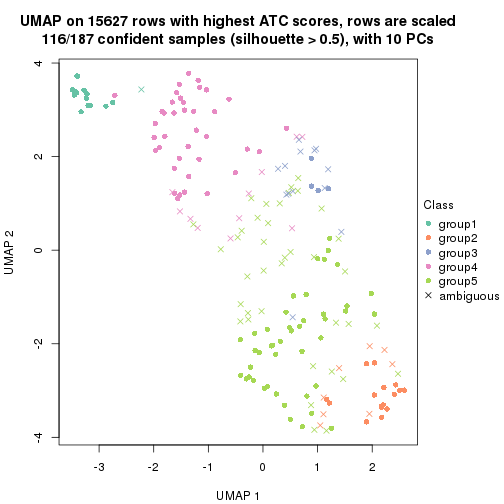 UMAP on 15627 rows with highest ATC scores, rows are scaled
116/187 confident samples (silhouette > 0.5), with 10 PCs
4
2
0
-2
-4
UMAP 2
-3
-2
-1
0
1
2
UMAP 1
Class
group1
group2
group3
group4
group5
ambiguous